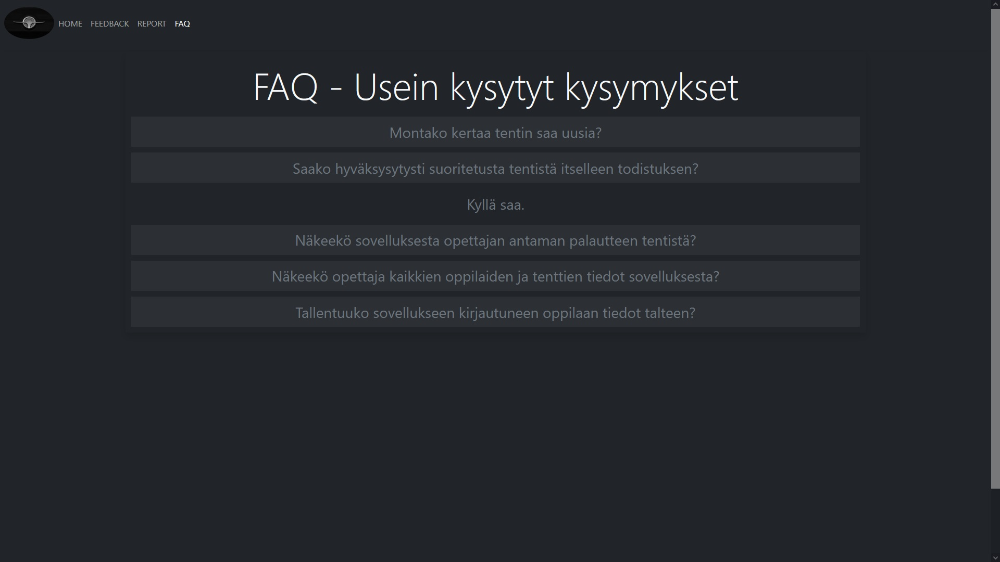 HOME FEEDBACK REPORT FAQ
FAQ - Usein kysytyt kysymykset
Montako kertaa tentin saa uusia?
Saako hyväksysytysti suoritetusta tentistä itselleen todistuksen?
Kyllä saa.
Näkeekö sovelluksesta opettajan antaman palautteen tentistä?
Näkeekö opettaja kaikkien oppilaiden ja tenttien tiedot sovelluksesta?
Tallentuuko sovellukseen kirjautuneen oppilaan tiedot talteen?